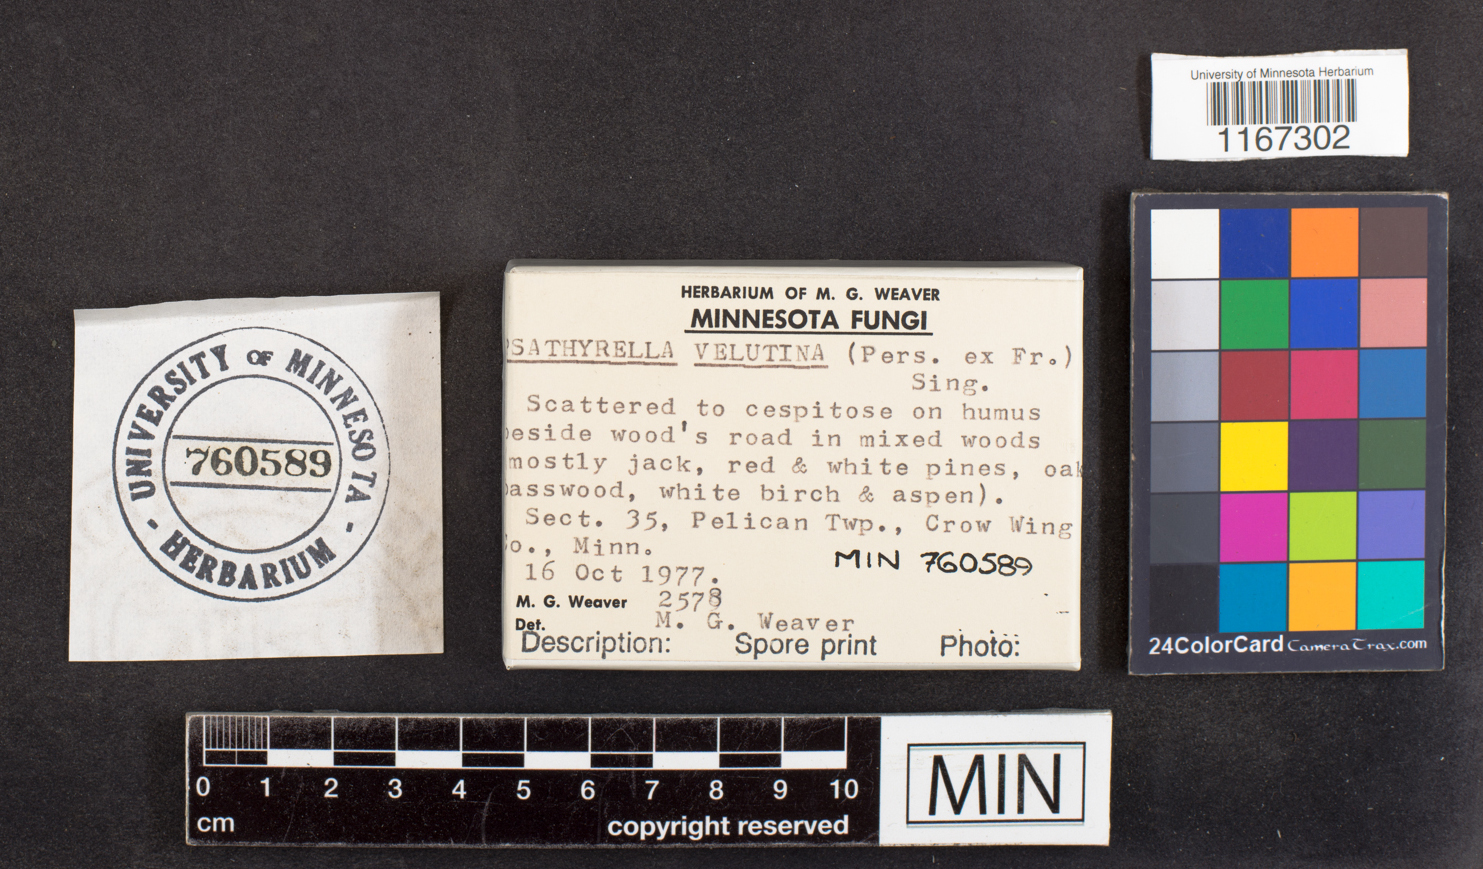 University of Minnesota Herbarium
1167302
HERBARIUM OF M. G. WEAVER
MINNESOTA FUNGI
SATHYRELLA VELUTINA (Pers. ex Fr.)
Sing.
Scattered to cespitose on humus
eside wood's road in mixed woods
mostly jack, red & white pines, oak
asswood, white birch & aspen).
Sect. 35, Pelican Twp., Crow Wing
o., Minn.
16 Oct 1977.
MIN 760589
M. G. Weaver 2578
Det. M. G. Weaver
Description: Spore print Photo:
UNIVERSITY OF MINNESOTA
760589
- HERBARIUM -
24ColorCard CameraTrax.com
0 1 2 3 4 5 6 7 8 9 10
cm
copyright reserved
MIN